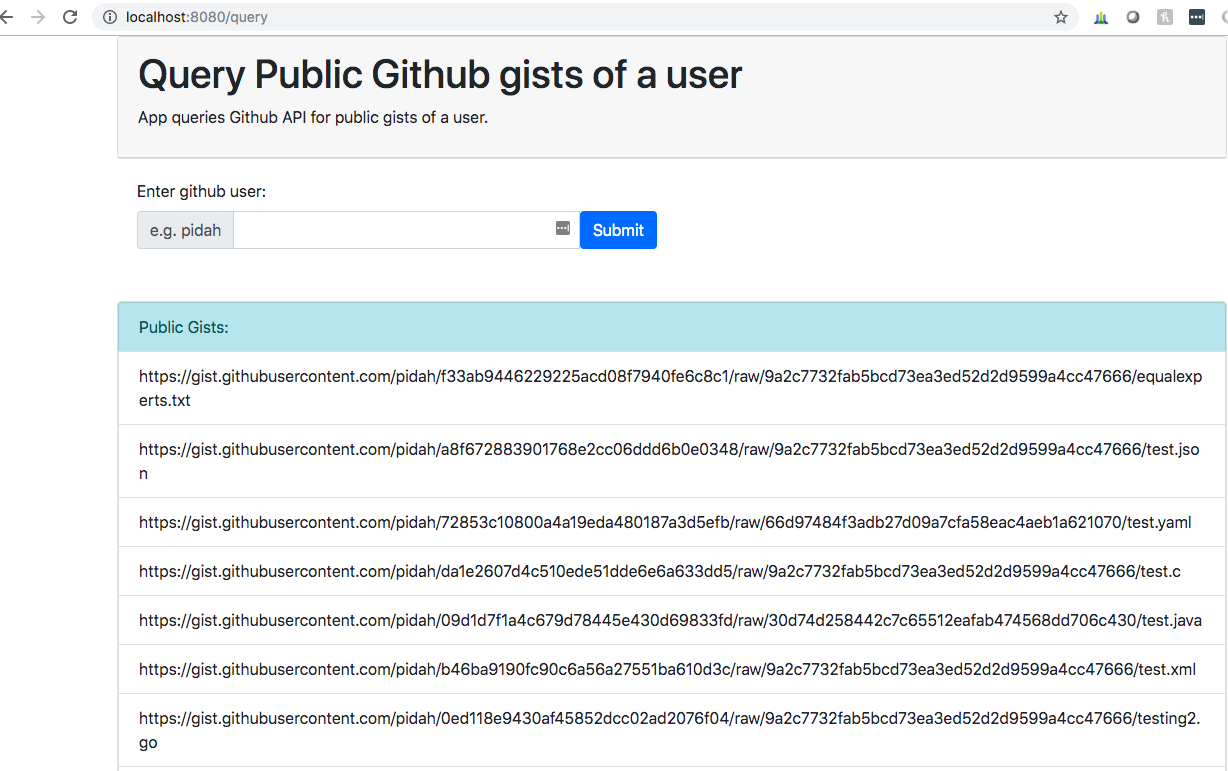 localhost:8080/query
Query Public Github gists of a user
App queries Github API for public gists of a user.
Enter github user:
e.g. pidah
Submit
Public Gists:
https://gist.githubusercontent.com/pidah/f33ab9446229225acd08f7940fe6c8c1/raw/9a2c7732fab5bcd73ea3ed52d2d9599a4cc47666/equalexp
erts.txt
https://gist.githubusercontent.com/pidah/a8f672883901768e2cc06ddd6b0e0348/raw/9a2c7732fab5bcd73ea3ed52d2d9599a4cc47666/test.jso
n
https://gist.githubusercontent.com/pidah/72853c10800a4a19eda480187a3d5efb/raw/66d97484f3adb27d09a7cfa58eac4aeb1a621070/test.yaml
https://gist.githubusercontent.com/pidah/da1e2607d4c510ede51dde6e6a633dd5/raw/9a2c7732fab5bcd73ea3ed52d2d9599a4cc47666/test.c
https://gist.githubusercontent.com/pidah/09d1d7f1a4c679d78445e430d69833fd/raw/30d74d258442c7c65512eafab474568dd706c430/test.java
https://gist.githubusercontent.com/pidah/b46ba9190fc90c6a56a27551ba610d3c/raw/9a2c7732fab5bcd73ea3ed52d2d9599a4cc47666/test.xml
https://gist.githubusercontent.com/pidah/0ed118e9430af45852dcc02ad2076f04/raw/9a2c7732fab5bcd73ea3ed52d2d9599a4cc47666/testing2.
go